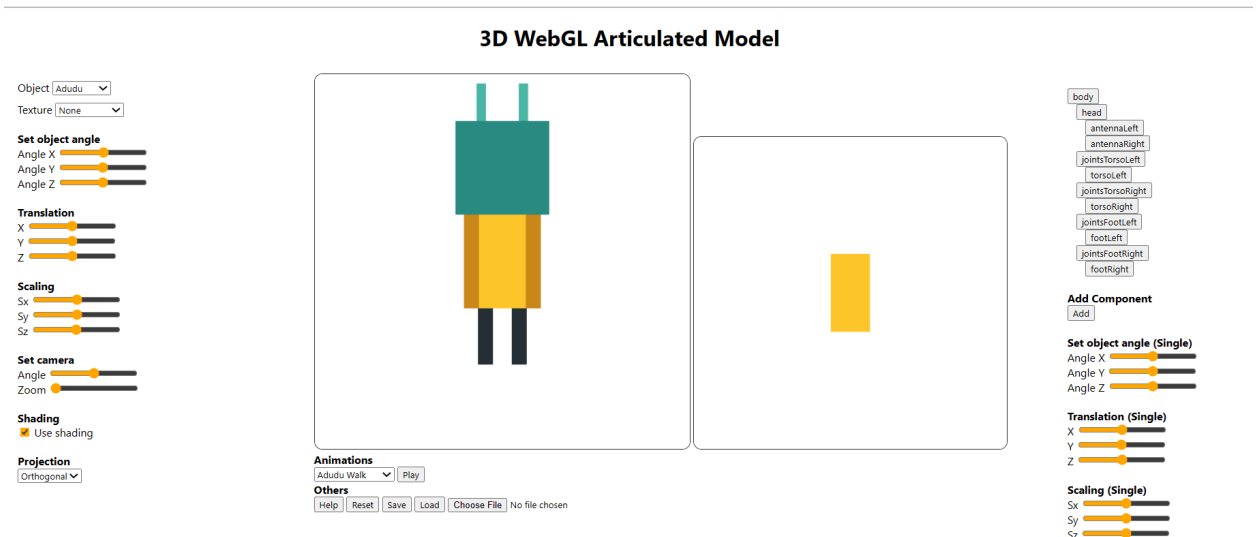 3D WebGL Articulated Model
Object Adudu
Texture None
Set object angle
Angle X
Angle Y
Angle Z
Translation
X
Y
Z
Scaling
Sx
Sy
Sz
Set camera
Angle
Zoom
Shading
Use shading
Projection
Orthogonal
Animations
Adudu Walk Play
Others
Help Reset Save Load Choose File No file chosen
body
head
antennaLeft
antennaRight
jointsTorsoLeft
torsoLeft
jointsTorsoRight
torsoRight
jointsFootLeft
footLeft
jointsFootRight
footRight
Add Component
Add
Set object angle (Single)
Angle X
Angle Y
Angle Z
Translation (Single)
X
Y
Z
Scaling (Single)
Sx
Sy
Sz